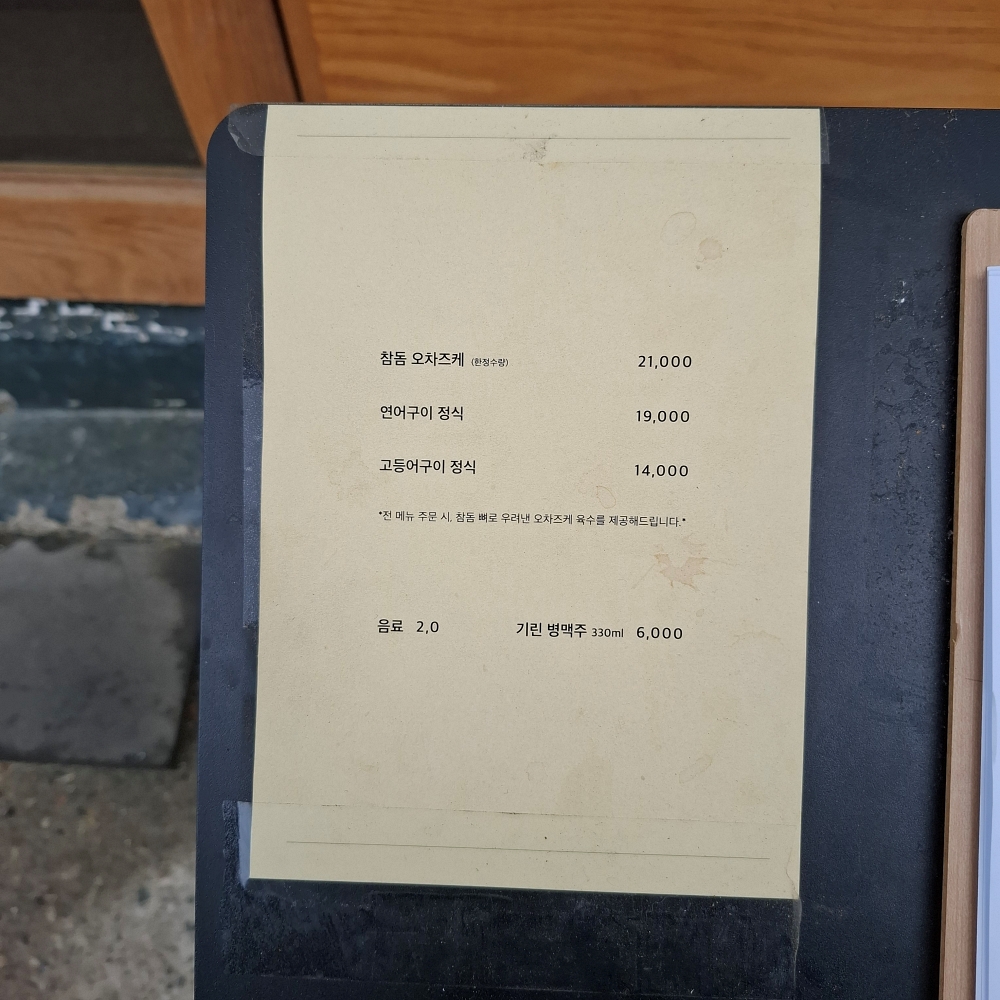 참돔 오차즈케 (한정수량) 21,000
연어구이 정식 19,000
고등어구이 정식 14,000
*전 메뉴 주문 시, 참돔 뼈로 우려낸 오차즈케 육수를 제공해드립니다.*
음료 2,0 기린 병맥주 330ml 6,000